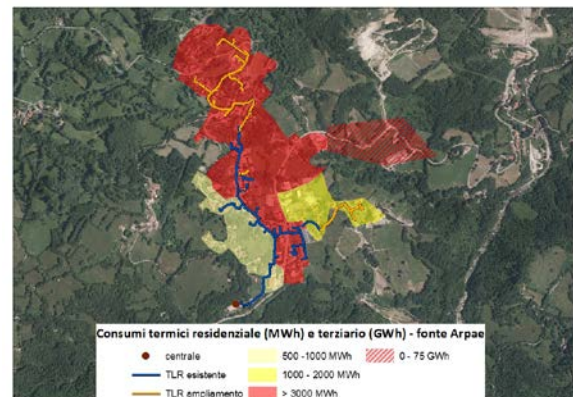 Consumi termici residenziale (MWh) e terziario (GWh) - fonte Arpae
centrale 500 -1000 MWh 0 - 75 GWh
TLR esistente 1000 - 2000 MWh
TLR ampliamento > 3000 MWh